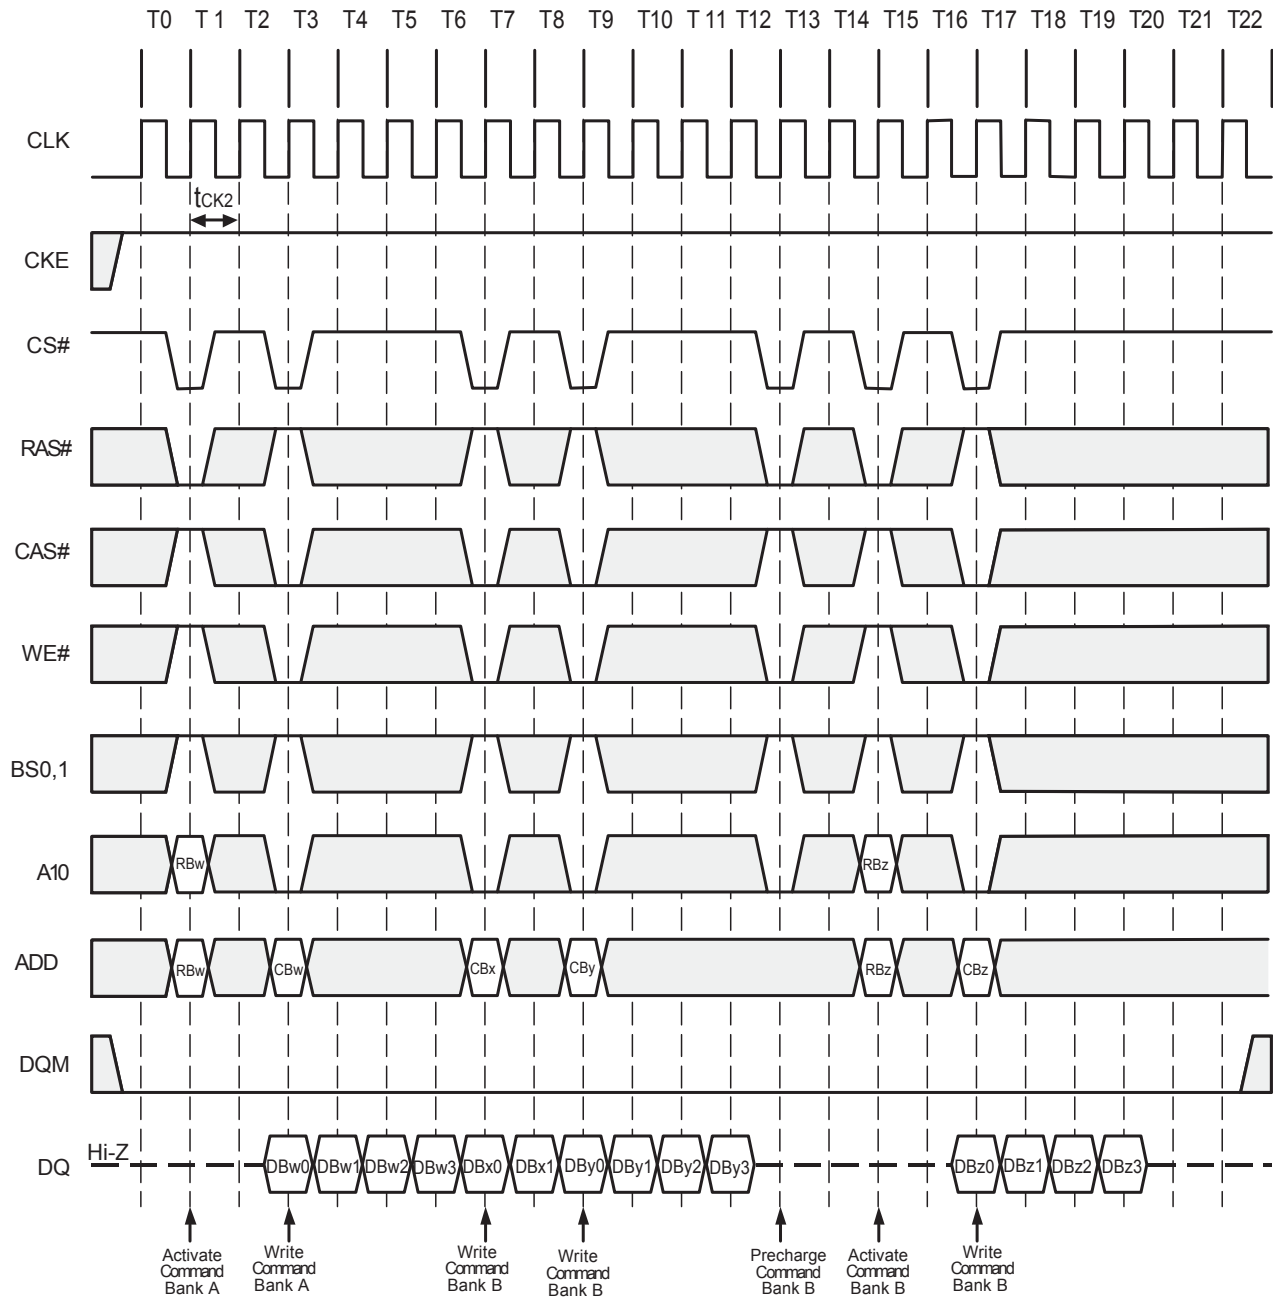 T0 T 1 T2 T3 T4 T5 T6 T7 T8 T9 T10 T 11 T12 T13 T14 T15 T16 T17 T18 T19 T20 T21 T22
CLK
tCK2
CKE
CS#
RAS#
CAS#
WE#
BS0,1
A10 RBw RBz
ADD RBw CBw CBx CBy RBz CBz
DQM
Hi-Z
DQ DBw0 DBw1 DBw2 DBw3 DBx0 DBx1 DBy0 DBy1 DBy2 DBy3 DBz0 DBz1 DBz2 DBz3
Activate
Command
Bank A
Write
Command
Bank A
Write
Command
Bank B
Write
Command
Bank B
Precharge
Command
Bank B
Activate
Command
Bank B
Write
Command
Bank B